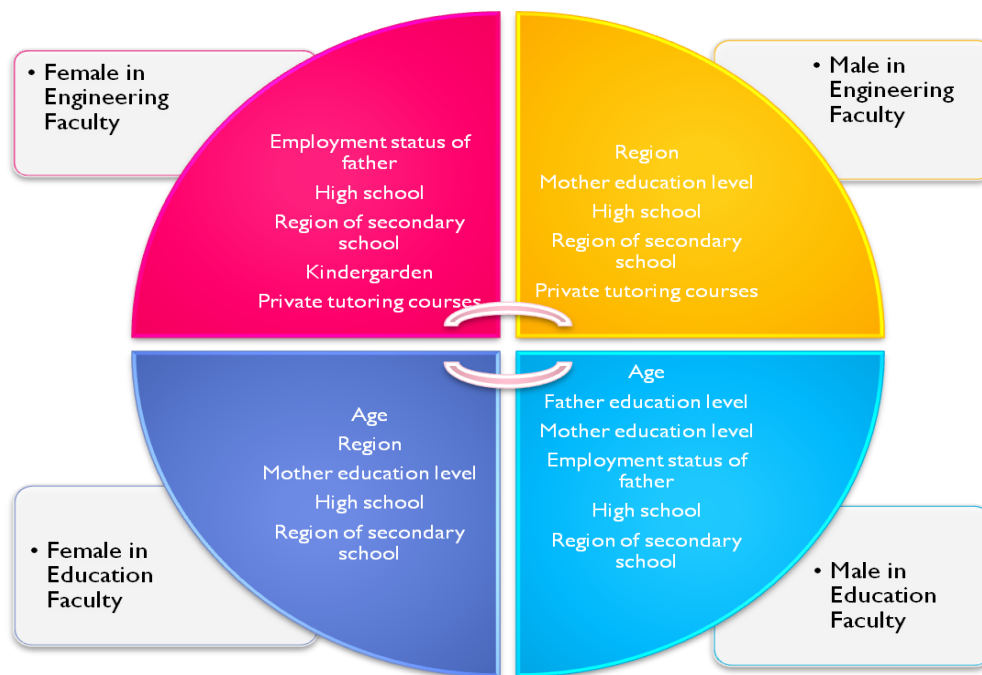 • Female in
Engineering
Faculty
Employment status of
father
High school
Region of secondary
school
Kindergarden
Private tutoring courses
• Male in
Engineering
Faculty
Region
Mother education level
High school
Region of secondary
school
Private tutoring courses
• Female in
Education
Faculty
Age
Region
Mother education level
High school
Region of secondary
school
• Male in
Education
Faculty
Age
Father education level
Mother education level
Employment status of
father
High school
Region of secondary
school